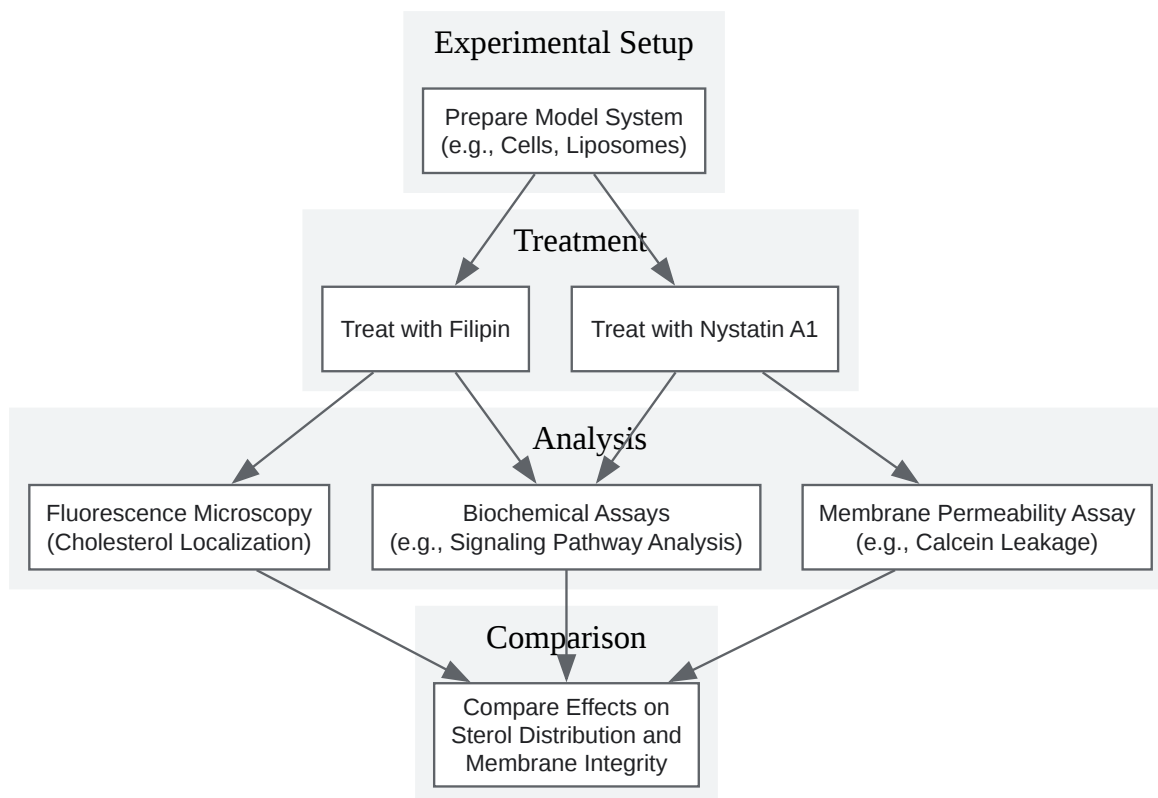 Experimental Setup
Prepare Model System
(e.g., Cells, Liposomes)
Treatment
Treat with Filipin
Treat with Nystatin A1
Analysis
Fluorescence Microscopy
(Cholesterol Localization)
Biochemical Assays
(e.g., Signaling Pathway Analysis)
Membrane Permeability Assay
(e.g., Calcein Leakage)
Comparison
Compare Effects on
Sterol Distribution and
Membrane Integrity